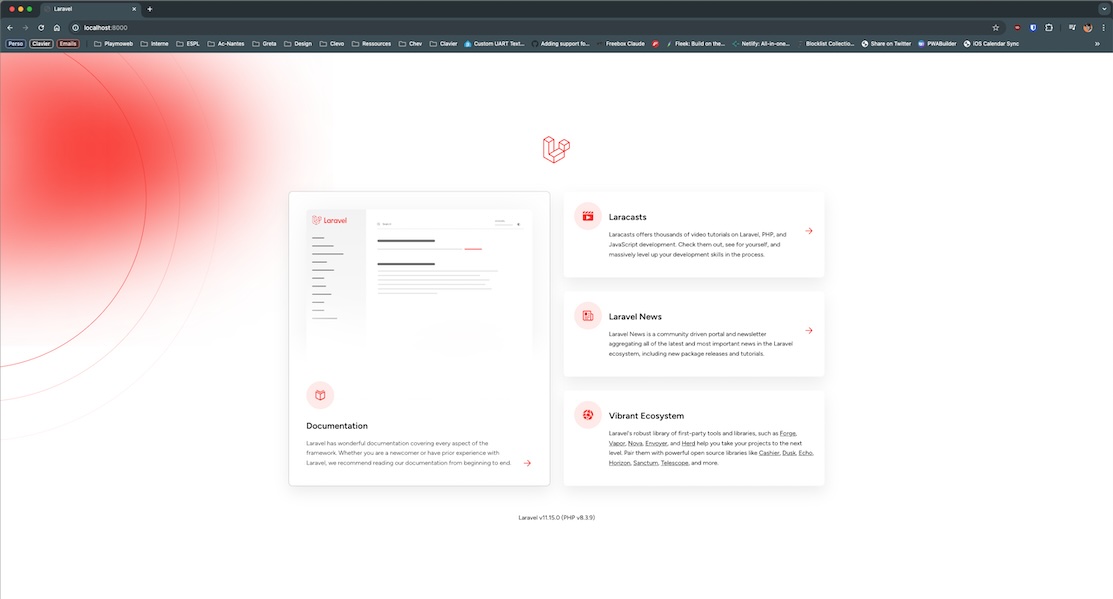 Laravel
localhost:8000
Perso Clavier Emails Playmoweb Interne ESPL Ac-Nantes Greta Design Clevo Ressources Chev Clavier Custom UART Text... Adding support fo... Freebox Claude Fleek: Build on the... Netlify: All-in-one... Blocklist Collectio... Share on Twitter PWABuilder iOS Calendar Sync
Laravel
Search
Documentation
Laravel has wonderful documentation covering every aspect of the
framework. Whether you are a newcomer or have prior experience with
Laravel, we recommend reading our documentation from beginning to end.
Laracasts
Laracasts offers thousands of video tutorials on Laravel, PHP, and
JavaScript development. Check them out, see for yourself, and
massively level up your development skills in the process.
Laravel News
Laravel News is a community driven portal and newsletter
aggregating all of the latest and most important news in the Laravel
ecosystem, including new package releases and tutorials.
Vibrant Ecosystem
Laravel's robust library of first-party tools and libraries, such as Forge,
Vapor, Nova, Envoyer, and Herd help you take your projects to the next
level. Pair them with powerful open source libraries like Cashier, Dusk, Echo,
Horizon, Sanctum, Telescope, and more.
Laravel v11.15.0 (PHP v8.3.9)